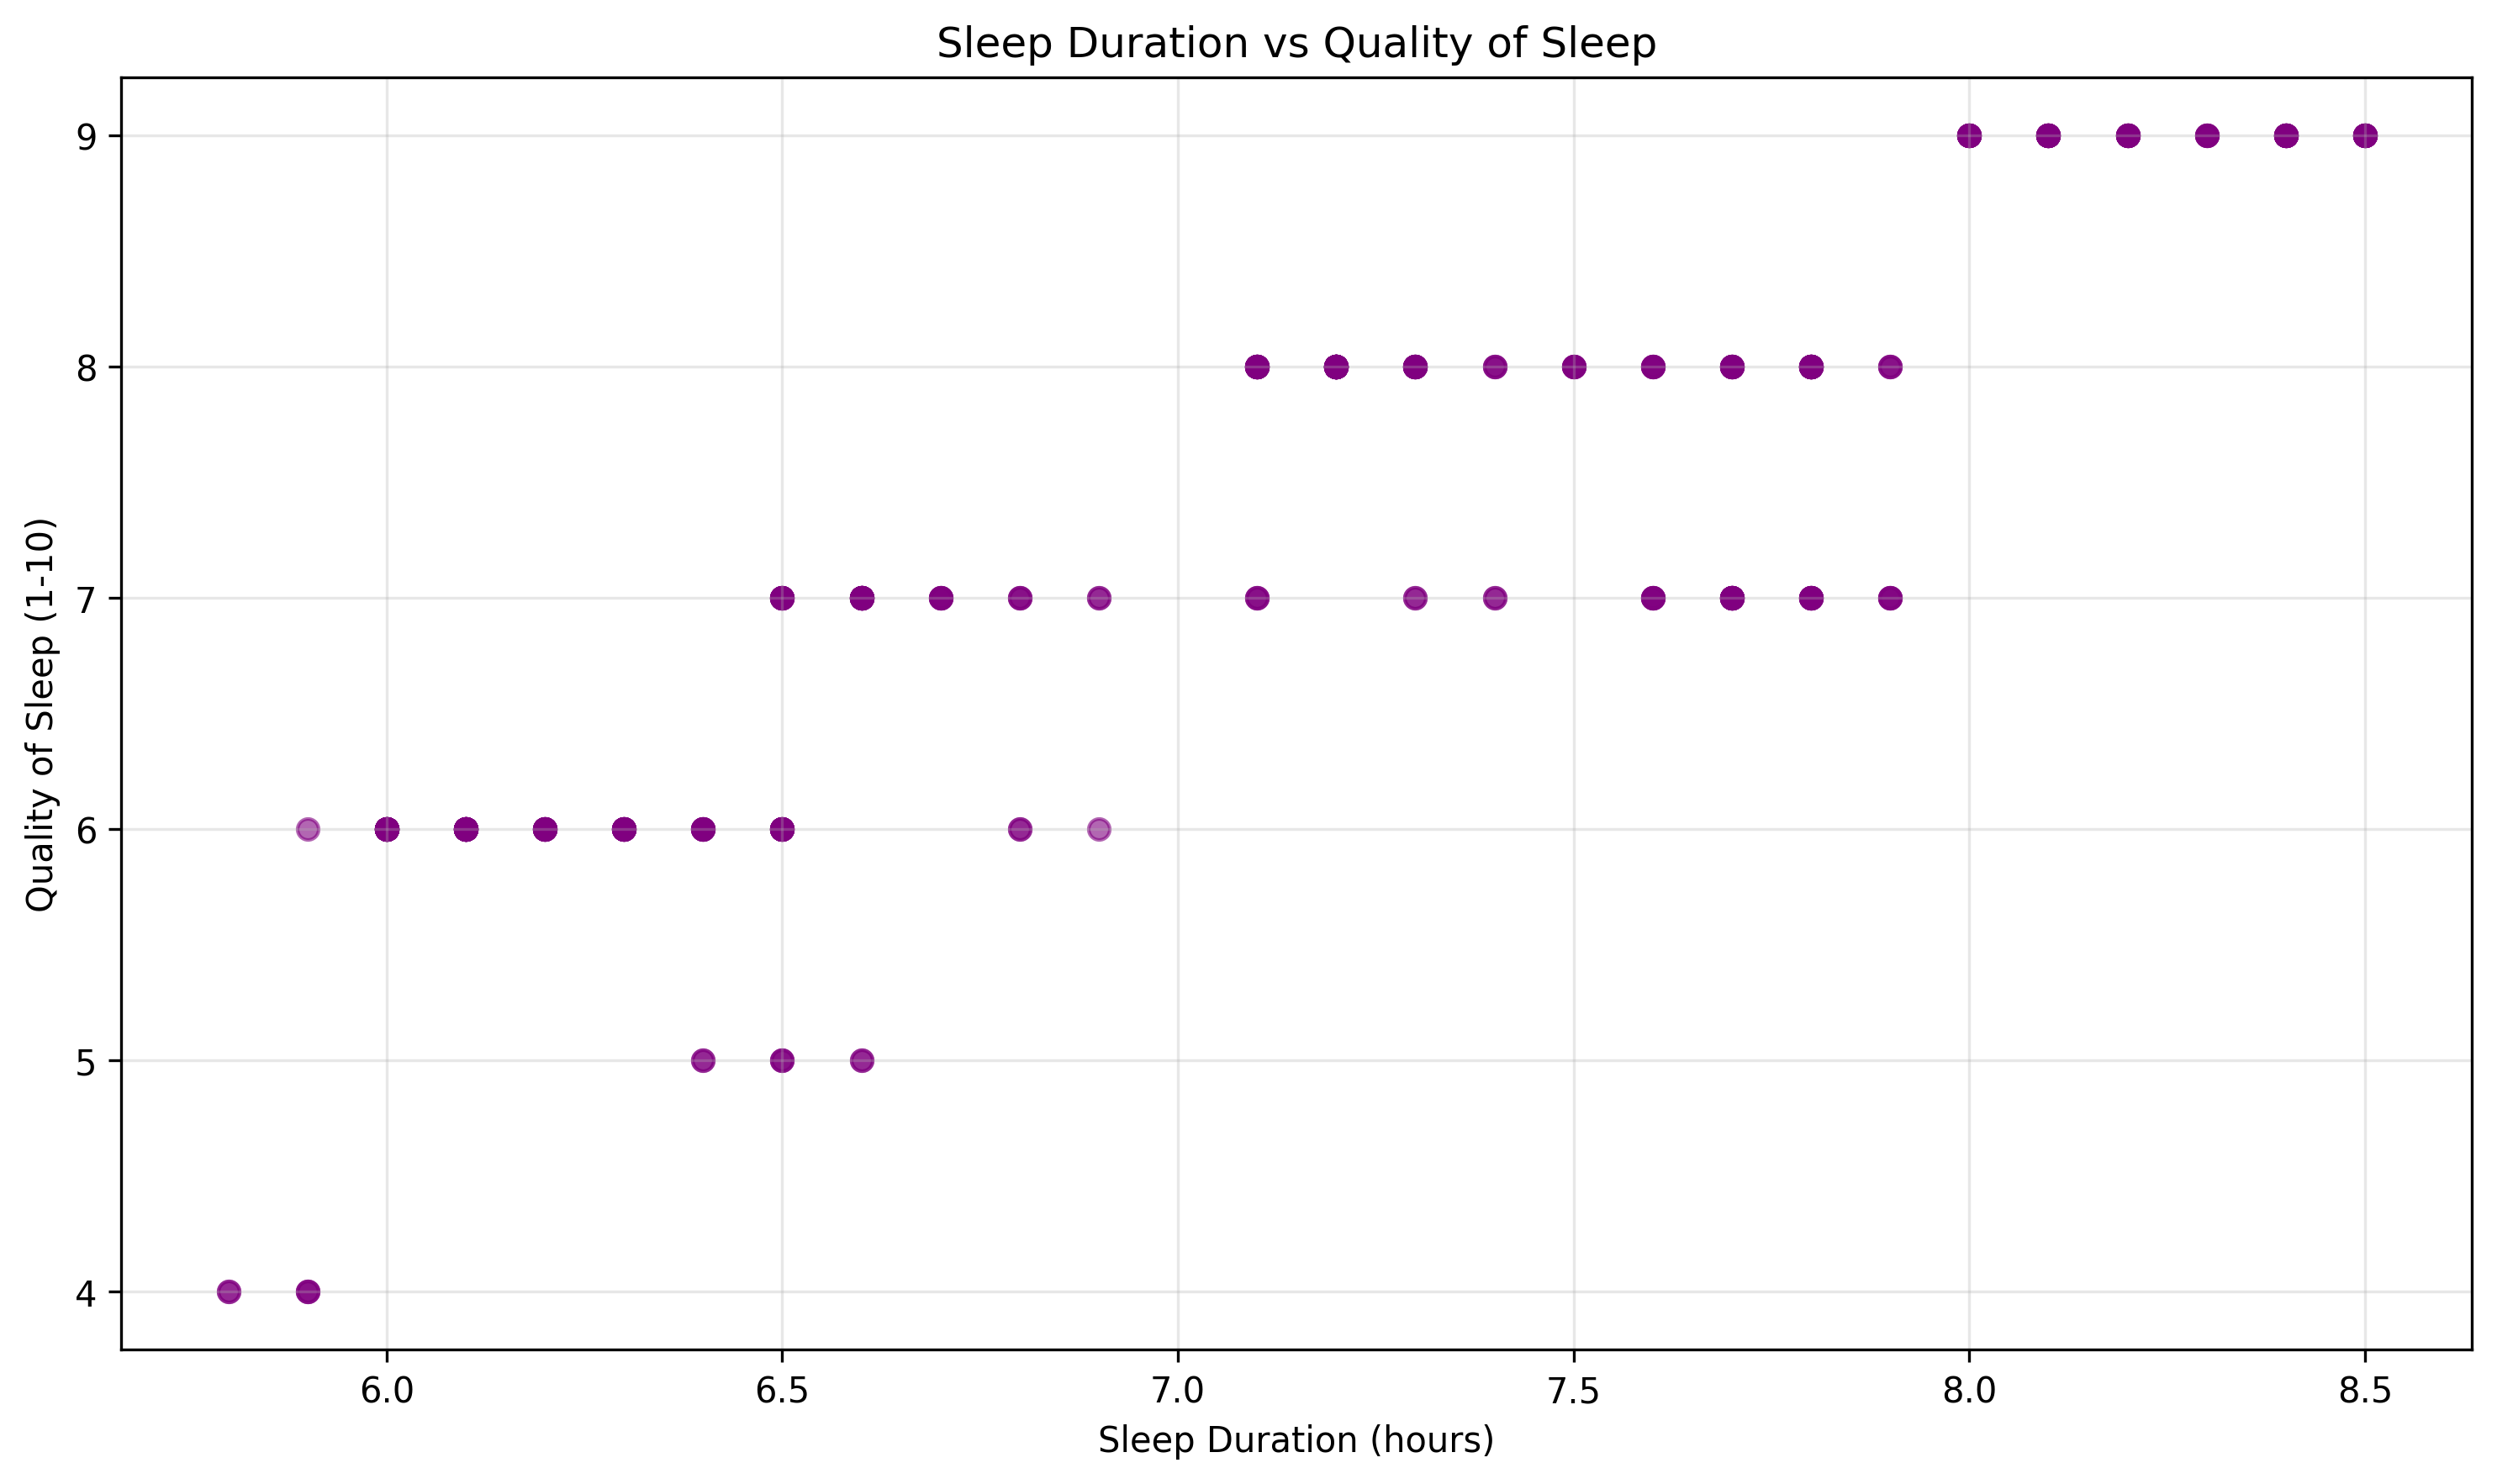 Sleep Duration vs Quality of Sleep
Quality of Sleep (1-10)
9
8
7
6
5
4
6.0 6.5 7.0 7.5 8.0 8.5
Sleep Duration (hours)